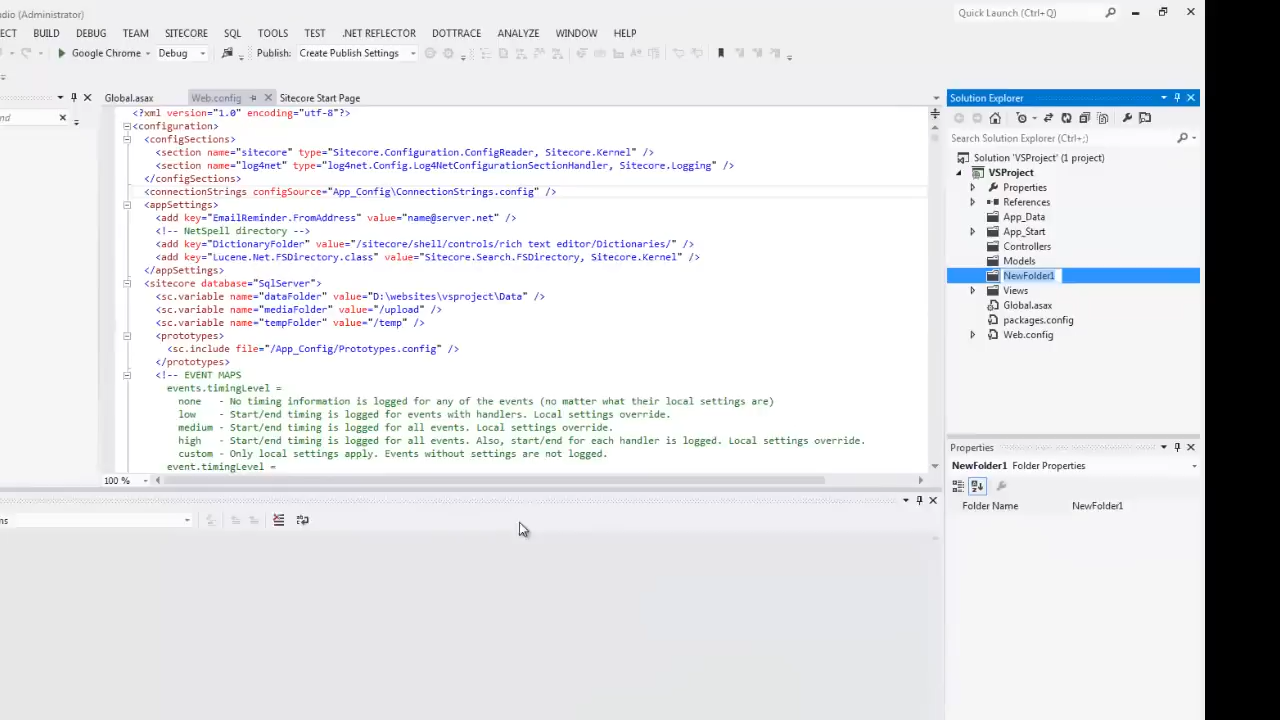 udio (Administrator)
Quick Launch (Ctrl+Q)
ECT BUILD DEBUG TEAM SITECORE SQL TOOLS TEST .NET REFLECTOR DOTTRACE ANALYZE WINDOW HELP
Google Chrome Debug Publish: Create Publish Settings
Global.asax Web.config Sitecore Start Page
<?xml version="1.0" encoding="utf-8"?>
<configuration>
<configSections>
<section name="sitecore" type="Sitecore.Configuration.ConfigReader, Sitecore.Kernel" />
<section name="log4net" type="log4net.Config.Log4NetConfigurationSectionHandler, Sitecore.Logging" />
</configSections>
<connectionStrings configSource="App_Config\ConnectionStrings.config" />
<appSettings>
<add key="EmailReminder.FromAddress" value="name@server.net" />
<!-- NetSpell directory -->
<add key="DictionaryFolder" value="/sitecore/shell/controls/rich text editor/Dictionaries/" />
<add key="Lucene.Net.FSDirectory.class" value="Sitecore.Search.FSDirectory, Sitecore.Kernel" />
</appSettings>
<sitecore database="SqlServer">
<sc.variable name="dataFolder" value="D:\websites\vsproject\Data" />
<sc.variable name="mediaFolder" value="/upload" />
<sc.variable name="tempFolder" value="/temp" />
<prototypes>
<sc.include file="/App_Config/Prototypes.config" />
</prototypes>
<!-- EVENT MAPS
events.timingLevel =
none - No timing information is logged for any of the events (no matter what their local settings are)
low - Start/end timing is logged for events with handlers. Local settings override.
medium - Start/end timing is logged for all events. Local settings override.
high - Start/end timing is logged for all events. Also, start/end for each handler is logged. Local settings override.
custom - Only local settings apply. Events without settings are not logged.
event.timingLevel =
100 %
Solution Explorer
Search Solution Explorer (Ctrl+;)
Solution 'VSProject' (1 project)
VSProject
Properties
References
App_Data
App_Start
Controllers
Models
NewFolder1
Views
Global.asax
packages.config
Web.config
Properties
NewFolder1 Folder Properties
Folder Name NewFolder1